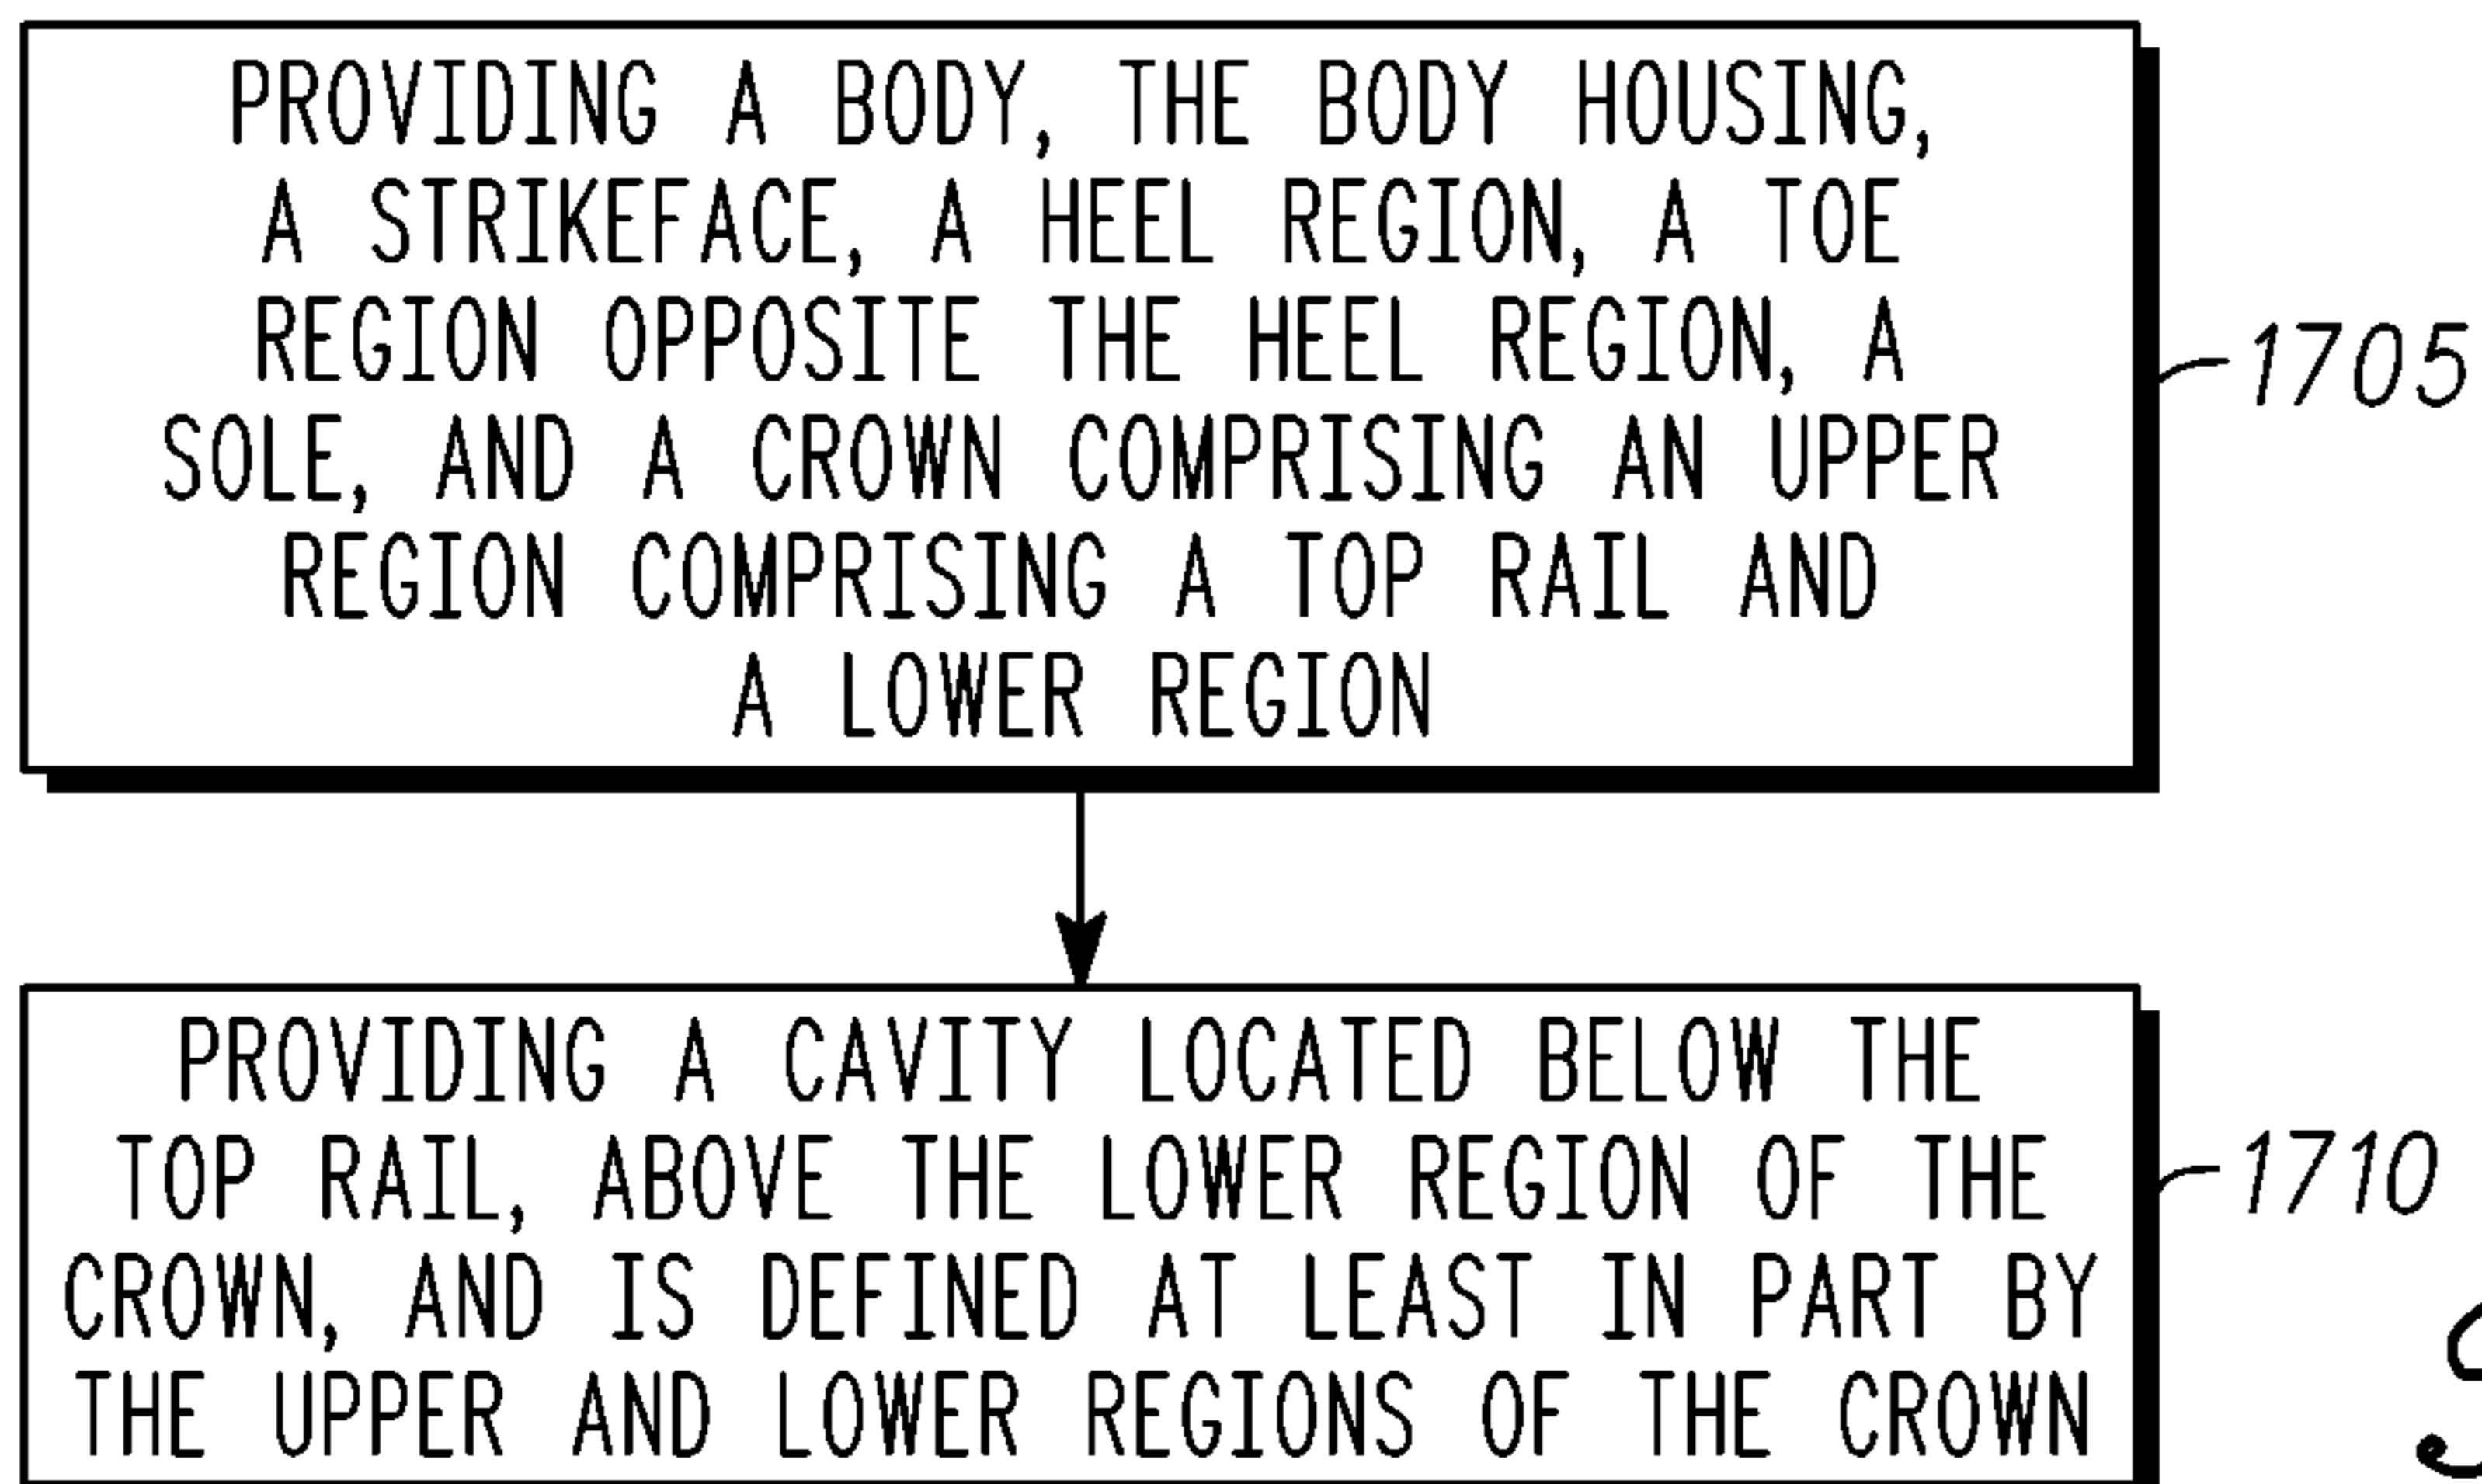 PROVIDING A BODY, THE BODY HOUSING,
A STRIKEFACE, A HEEL REGION, A TOE
REGION OPPOSITE THE HEEL REGION, A
SOLE, AND A CROWN COMPRISING AN UPPER
REGION COMPRISING A TOP RAIL AND
A LOWER REGION
1705
PROVIDING A CAVITY LOCATED BELOW THE
TOP RAIL, ABOVE THE LOWER REGION OF THE
CROWN, AND IS DEFINED AT LEAST IN PART BY
THE UPPER AND LOWER REGIONS OF THE CROWN
1710